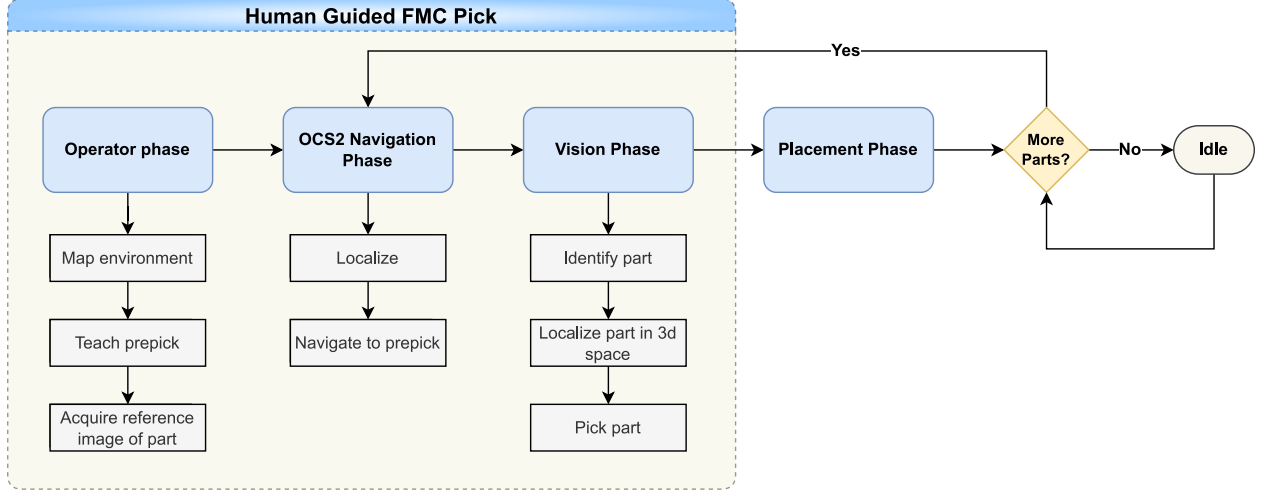 Human Guided FMC Pick
Yes
Operator phase
OCS2 Navigation
Phase
Vision Phase
Placement Phase
More
Parts?
No
Idle
Map environment
Teach prepick
Acquire reference
image of part
Localize
Navigate to prepick
Identify part
Localize part in 3d
space
Pick part